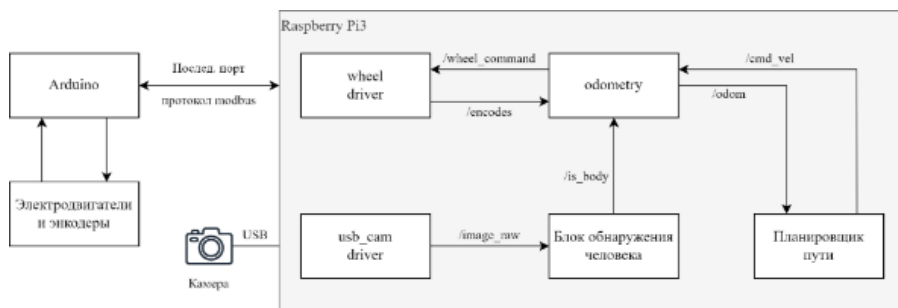 Raspberry Pi3
Arduino
Послед. порт
протокол modbus
wheel
driver
/wheel_command
/encodes
odometry
/cmd_vel
/odom
Электродвигатели
и энкодеры
/is_body
USB
Камера
usb_cam
driver
/image_raw
Блок обнаружения
человека
Планировщик
пути